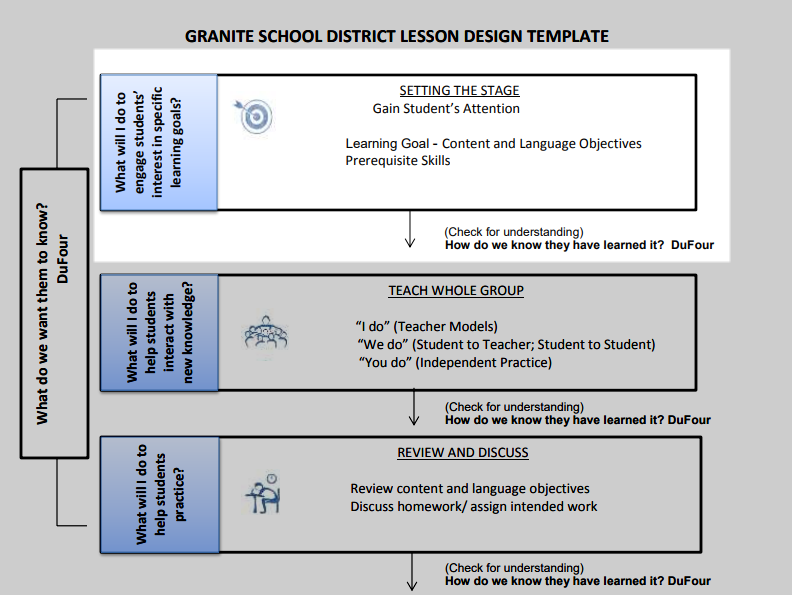 GRANITE SCHOOL DISTRICT LESSON DESIGN TEMPLATE
What do we want them to know?
DuFour
What will I do to
engage students’
interest in specific
learning goals?
SETTING THE STAGE
Gain Student’s Attention
Learning Goal - Content and Language Objectives
Prerequisite Skills
(Check for understanding)
How do we know they have learned it? DuFour
What will I do to
help students
interact with
new knowledge?
TEACH WHOLE GROUP
“I do” (Teacher Models)
“We do” (Student to Teacher; Student to Student)
“You do” (Independent Practice)
(Check for understanding)
How do we know they have learned it? DuFour
What will I do to
help students
practice?
REVIEW AND DISCUSS
Review content and language objectives
Discuss homework/ assign intended work
(Check for understanding)
How do we know they have learned it? DuFour